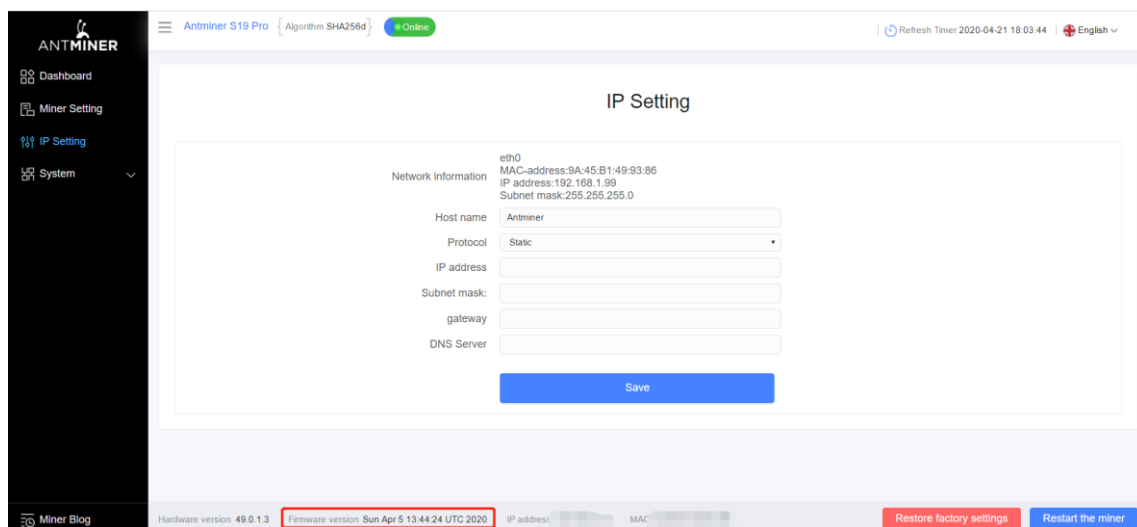 ANTMINER
Antminer S19 Pro { Algorithm SHA256d } Online
Refresh Timer 2020-04-21 18:03:44 English
Dashboard
Miner Setting
IP Setting
System
IP Setting
Network information
eth0
MAC-address:9A:45:B1:49:93:86
IP address:192.168.1.99
Subnet mask:255.255.255.0
Host name Antminer
Protocol Static
IP address
Subnet mask:
gateway
DNS Server
Save
Miner Blog
Hardware version 49.0.1.3 Firmware version Sun Apr 5 13:44:24 UTC 2020 IP address MAC
Restore factory settings Restart the miner